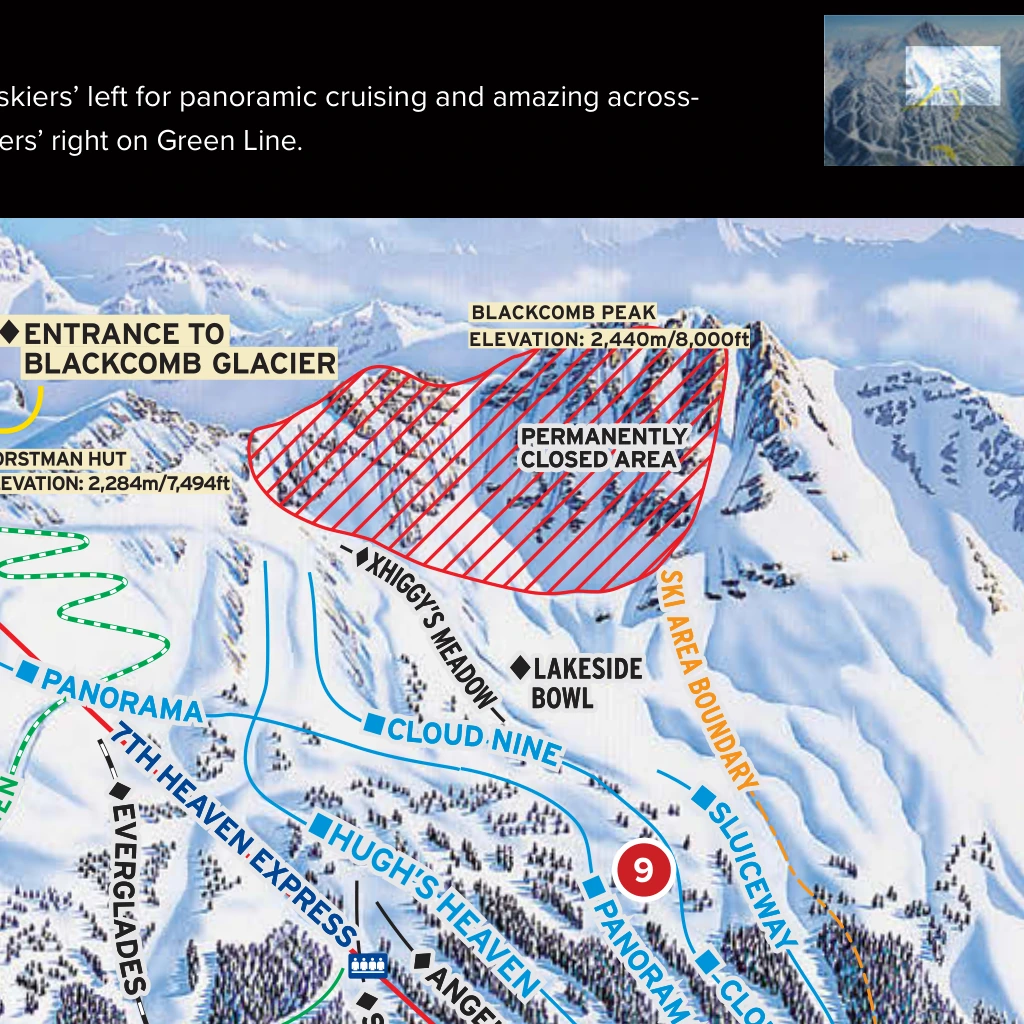 skiers’ left for panoramic cruising and amazing across-
ers’ right on Green Line.
BLACKCOMB PEAK
ELEVATION: 2,440m/8,000ft
ENTRANCE TO
BLACKCOMB GLACIER
PERMANENTLY
CLOSED AREA
ORSTMAN HUT
EVATION: 2,284m/7,494ft
XHIGGY'S MEADOW
SKI AREA BOUNDARY
LAKESIDE
BOWL
PANORAMA
CLOUD NINE
7TH HEAVEN EXPRESS
SLUICEWAY
EN
EVERGLADES
HUGH'S HEAVEN
9
PANORAM
CLO
ANGE
S